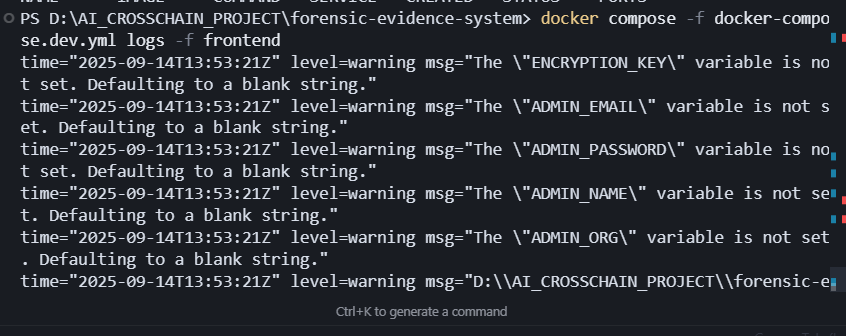 PS D:\AI_CROSSCHAIN_PROJECT\forensic-evidence-system> docker compose -f docker-compo
se.dev.yml logs -f frontend
time="2025-09-14T13:53:21Z" level=warning msg="The \"ENCRYPTION_KEY\" variable is no
t set. Defaulting to a blank string."
time="2025-09-14T13:53:21Z" level=warning msg="The \"ADMIN_EMAIL\" variable is not s
et. Defaulting to a blank string."
time="2025-09-14T13:53:21Z" level=warning msg="The \"ADMIN_PASSWORD\" variable is no
t set. Defaulting to a blank string."
time="2025-09-14T13:53:21Z" level=warning msg="The \"ADMIN_NAME\" variable is not se
t. Defaulting to a blank string."
time="2025-09-14T13:53:21Z" level=warning msg="The \"ADMIN_ORG\" variable is not set
. Defaulting to a blank string."
time="2025-09-14T13:53:21Z" level=warning msg="D:\\AI_CROSSCHAIN_PROJECT\\forensic-e
Ctrl+K to generate a command